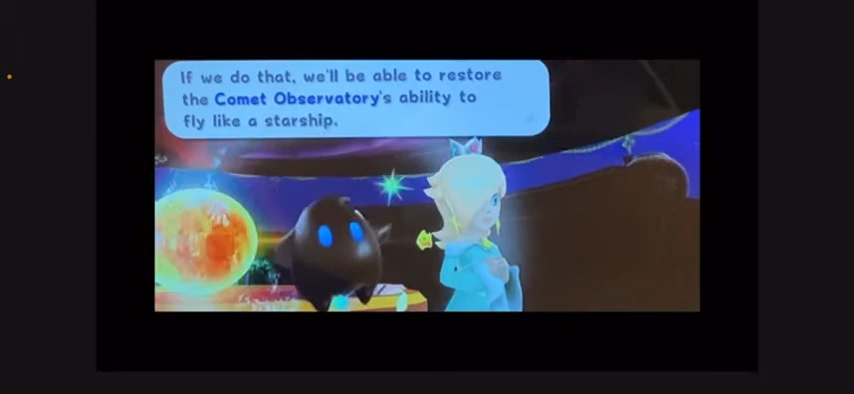 If we do that, we'll be able to restore
the Comet Observatory's ability to
fly like a starship.